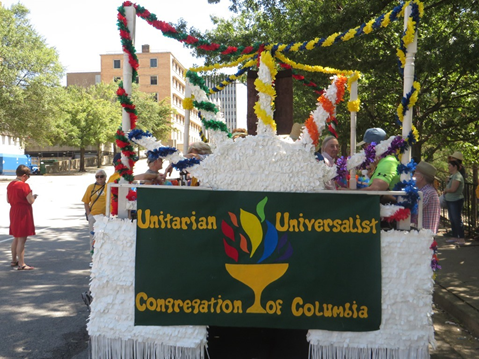 Unitarian Universalist
Congregation of Columbia